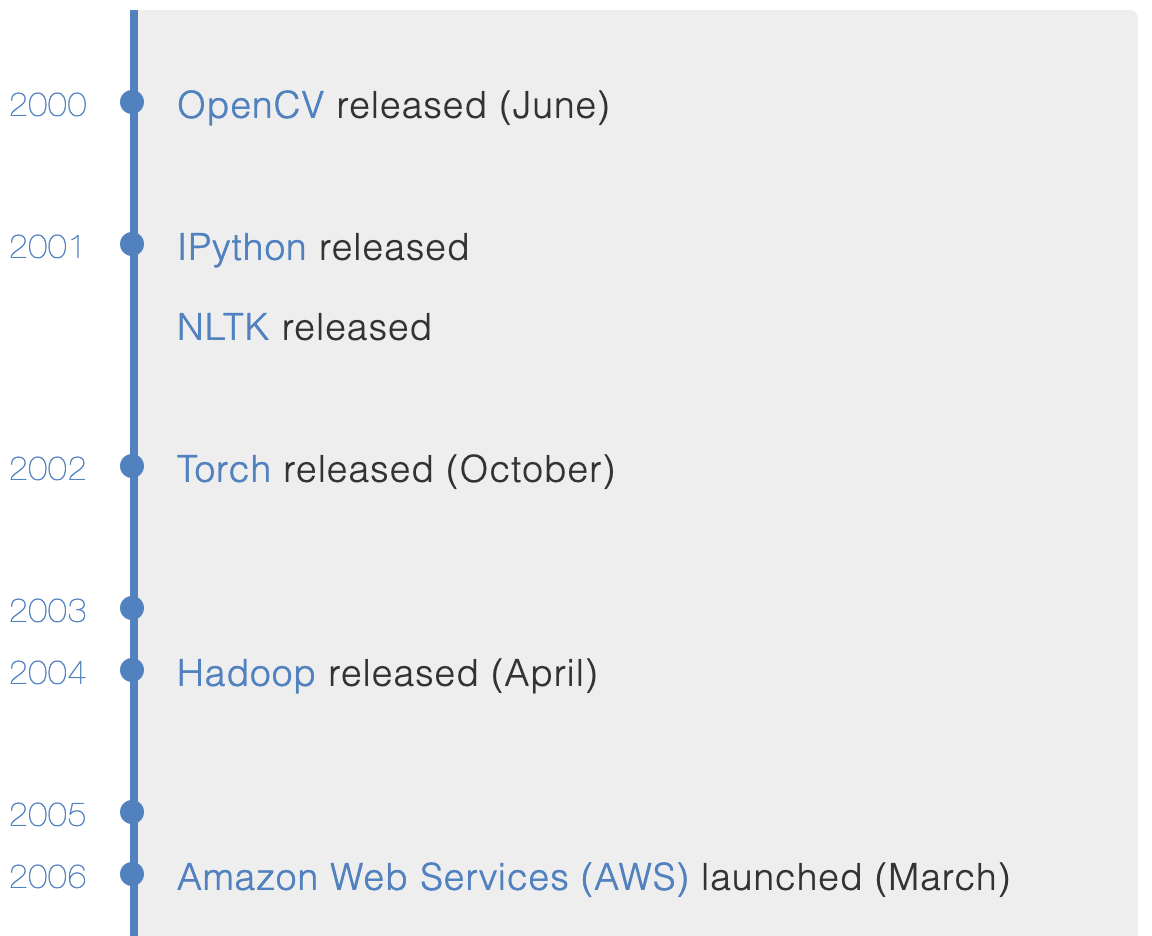 2000 OpenCV released (June)
2001 IPython released
NLTK released
2002 Torch released (October)
2003
2004 Hadoop released (April)
2005
2006 Amazon Web Services (AWS) launched (March)